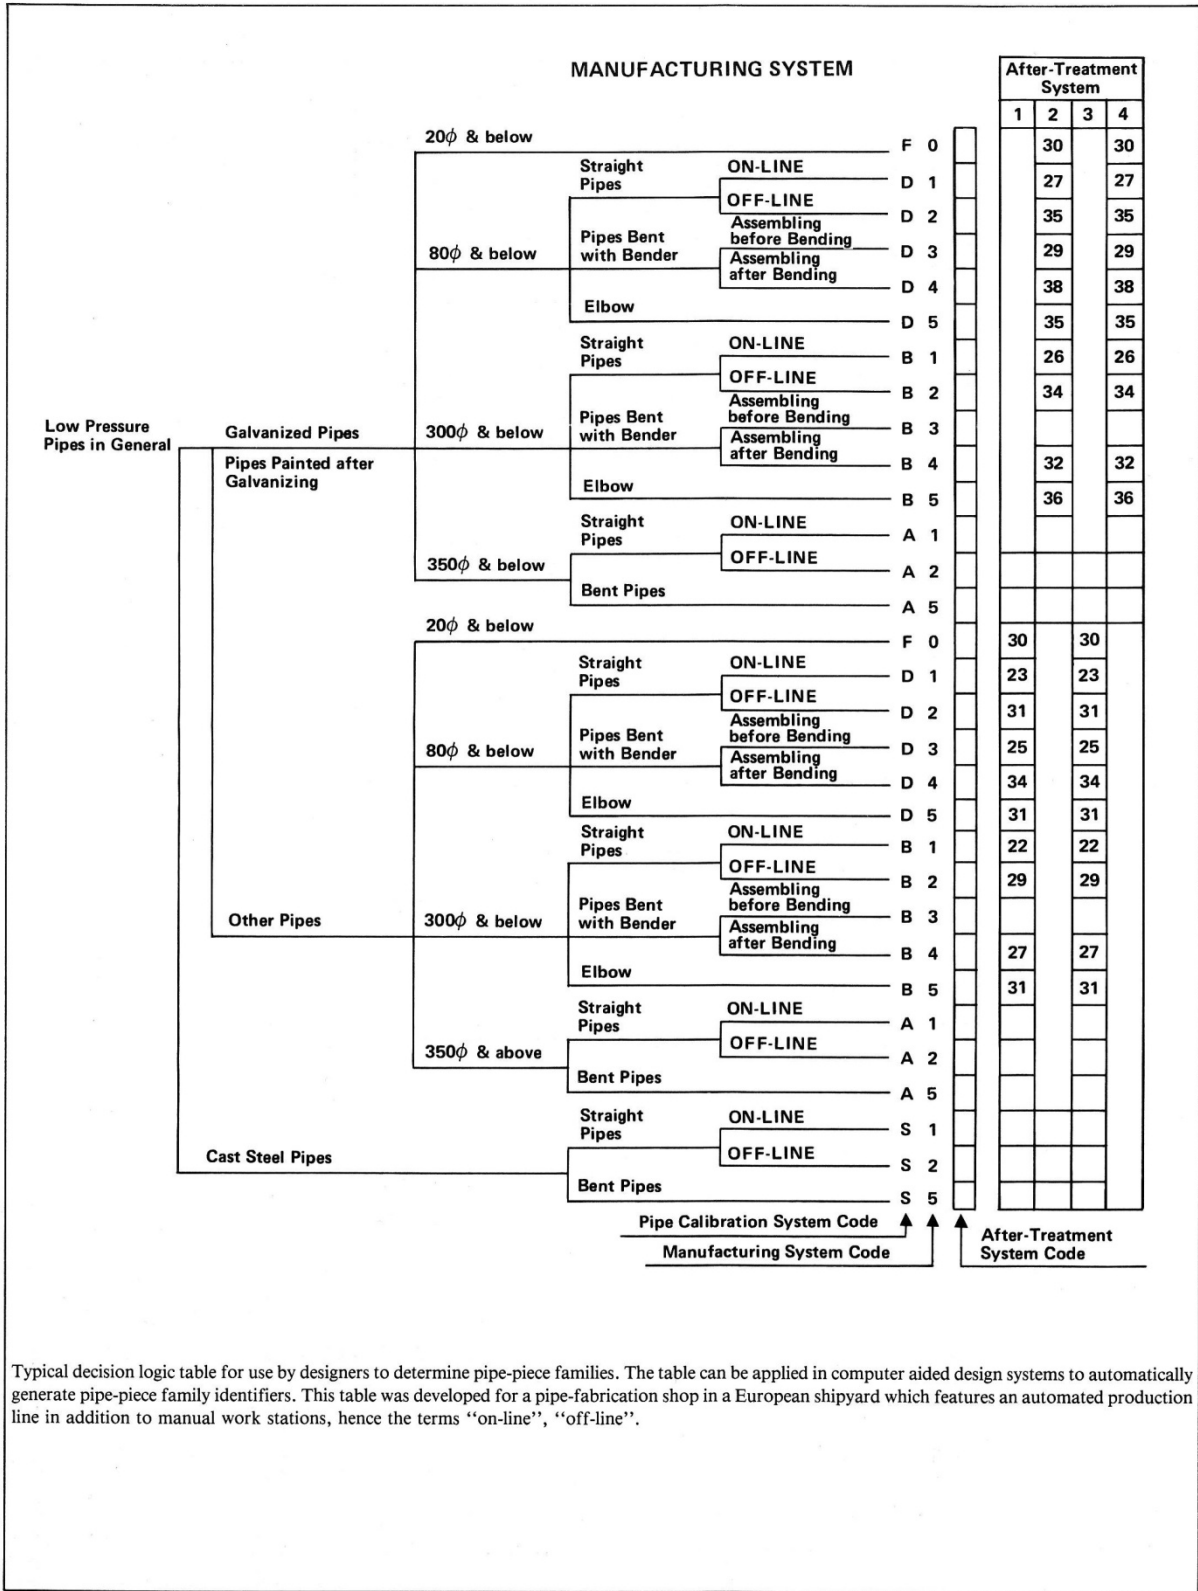 MANUFACTURING SYSTEM
After-Treatment
System
1 2 3 4
20φ & below
F 0 30 30
Straight
Pipes
ON-LINE
D 1 27 27
OFF-LINE
D 2 35 35
80φ & below
Pipes Bent
with Bender
Assembling
before Bending
D 3 29 29
Assembling
after Bending
D 4 38 38
Elbow
D 5 35 35
Straight
Pipes
ON-LINE
B 1 26 26
OFF-LINE
B 2 34 34
Low Pressure
Pipes in General
Galvanized Pipes
Pipes Painted after
Galvanizing
300φ & below
Pipes Bent
with Bender
Assembling
before Bending
B 3
Assembling
after Bending
B 4 32 32
Elbow
B 5 36 36
Straight
Pipes
ON-LINE
A 1
350φ & below
OFF-LINE
A 2
Bent Pipes
A 5
20φ & below
F 0 30 30
Straight
Pipes
ON-LINE
D 1 23 23
OFF-LINE
D 2 31 31
80φ & below
Pipes Bent
with Bender
Assembling
before Bending
D 3 25 25
Assembling
after Bending
D 4 34 34
Elbow
D 5 31 31
Straight
Pipes
ON-LINE
B 1 22 22
OFF-LINE
B 2 29 29
Other Pipes
300φ & below
Pipes Bent
with Bender
Assembling
before Bending
B 3
Assembling
after Bending
B 4 27 27
Elbow
B 5 31 31
Straight
Pipes
ON-LINE
A 1
350φ & above
OFF-LINE
A 2
Bent Pipes
A 5
Straight
Pipes
ON-LINE
S 1
Cast Steel Pipes
OFF-LINE
S 2
Bent Pipes
S 5
Pipe Calibration System Code
Manufacturing System Code
After-Treatment
System Code
Typical decision logic table for use by designers to determine pipe-piece families. The table can be applied in computer aided design systems to automatically
generate pipe-piece family identifiers. This table was developed for a pipe-fabrication shop in a European shipyard which features an automated production
line in addition to manual work stations, hence the terms “on-line”, “off-line”.